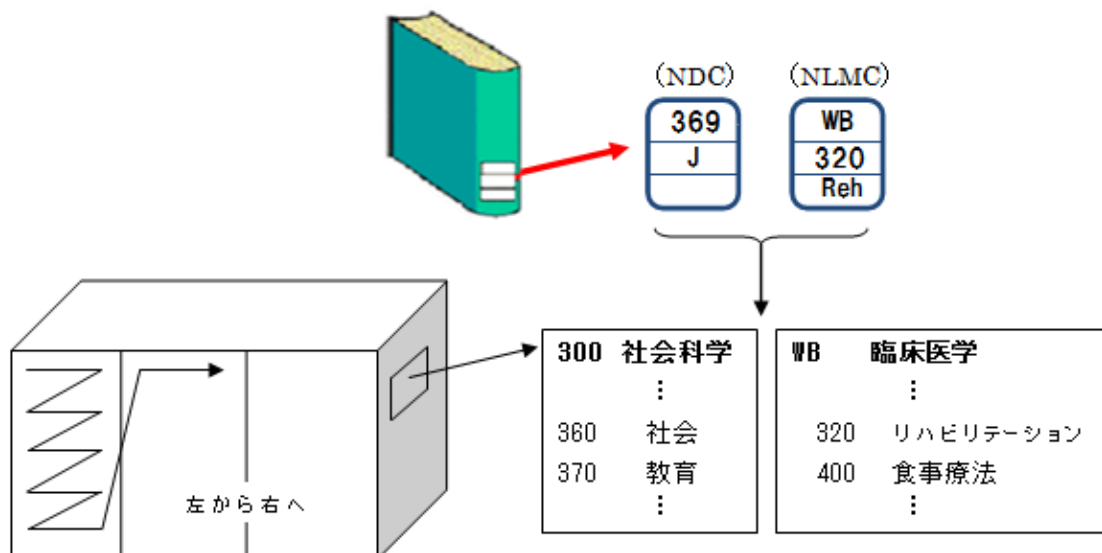 (NDC)
369
J
(NLMC)
WB
320
Reh
左から右へ
300 社会科学
⋮
360 社会
370 教育
⋮
WB 臨床医学
⋮
320 リハビリテーション
400 食事療法
⋮